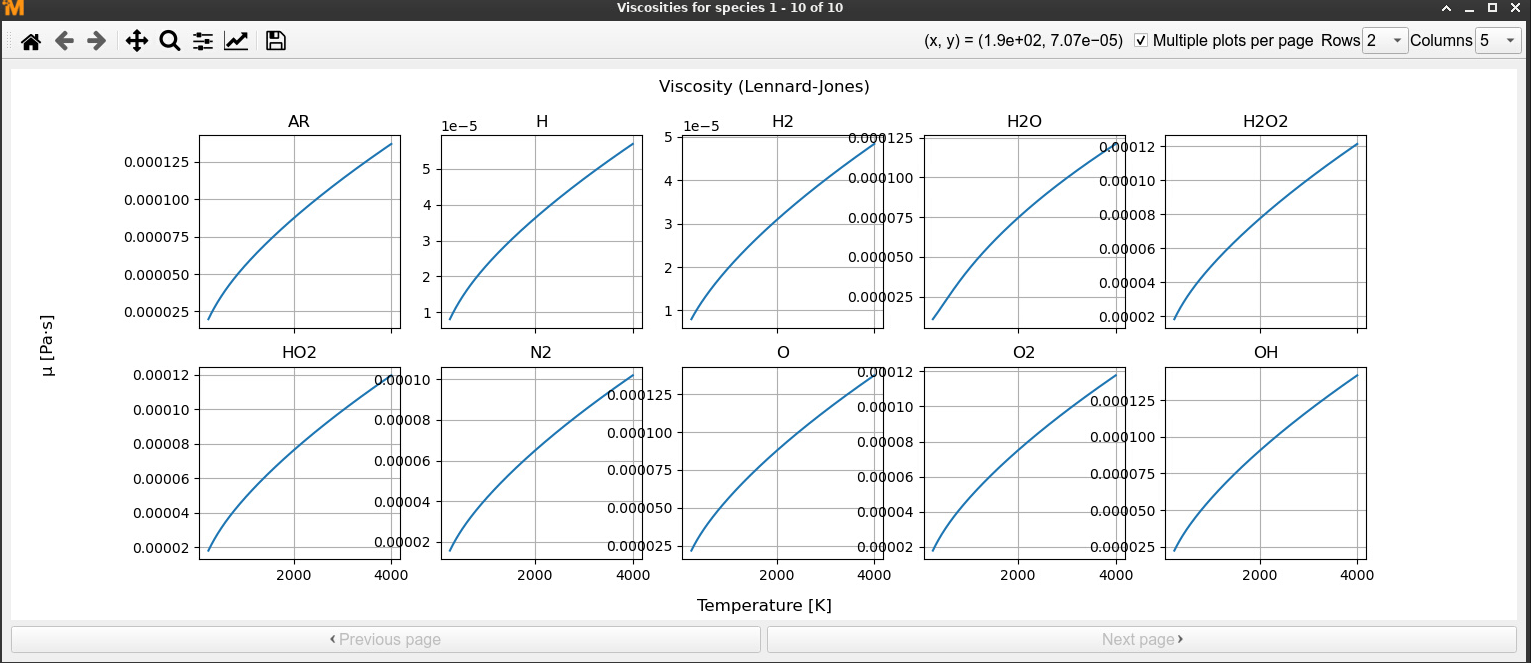 M
Viscosities for species 1 - 10 of 10
(x, y) = (1.9e+02, 7.07e−05) Multiple plots per page Rows 2 Columns 5
Viscosity (Lennard-Jones)
μ [Pa·s]
AR
0.000125
0.000100
0.000075
0.000050
0.000025
H
1e−5
5
4
3
2
1
H2
1e−5
5
4
3
2
1
H2O
0.000125
0.000100
0.000075
0.000050
0.000025
H2O2
0.00012
0.00010
0.00008
0.00006
0.00004
0.00002
HO2
0.00012
0.00010
0.00008
0.00006
0.00004
0.00002
2000 4000
N2
0.00010
0.00008
0.00006
0.00004
0.00002
2000 4000
O
0.000125
0.000100
0.000075
0.000050
0.000025
2000 4000
O2
0.00012
0.00010
0.00008
0.00006
0.00004
0.00002
2000 4000
OH
0.000125
0.000100
0.000075
0.000050
0.000025
2000 4000
Temperature [K]
‹ Previous page
Next page ›